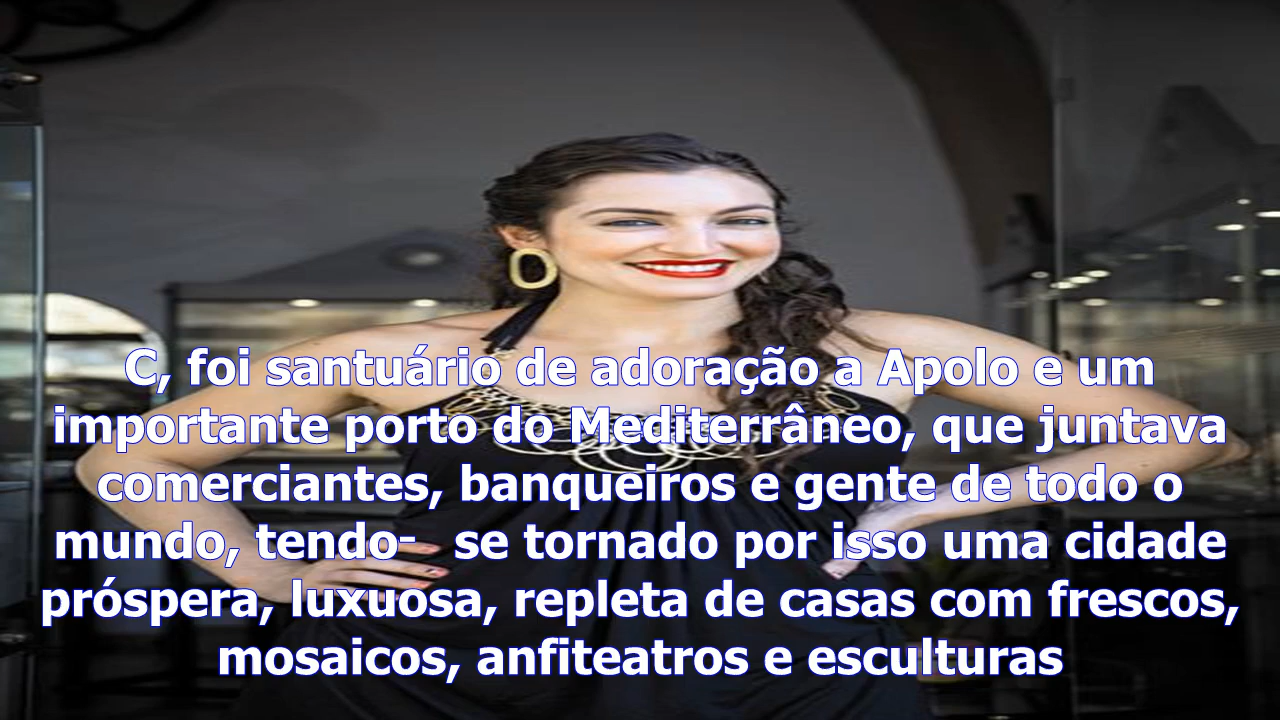 C, foi santuário de adoração a Apolo e um
importante porto do Mediterrâneo, que juntava
comerciantes, banqueiros e gente de todo o
mundo, tendo- se tornado por isso uma cidade
próspera, luxuosa, repleta de casas com frescos,
mosaicos, anfiteatros e esculturas